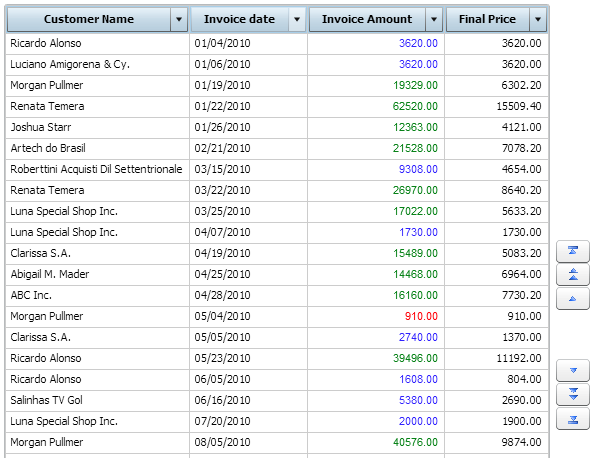 Customer Name Invoice date Invoice Amount Final Price
Ricardo Alonso 01/04/2010 3620.00 3620.00
Luciano Amigorena & Cy. 01/06/2010 3620.00 3620.00
Morgan Pullmer 01/19/2010 19329.00 6302.20
Renata Temera 01/22/2010 62520.00 15509.40
Joshua Starr 01/26/2010 12363.00 4121.00
Artech do Brasil 02/21/2010 21528.00 7078.20
Roberttini Acquisti Dil Settentrionale 03/15/2010 9308.00 4654.00
Renata Temera 03/22/2010 26970.00 8640.20
Luna Special Shop Inc. 03/25/2010 17022.00 5633.20
Luna Special Shop Inc. 04/07/2010 1730.00 1730.00
Clarissa S.A. 04/19/2010 15489.00 5083.20
Abigail M. Mader 04/25/2010 14468.00 6964.00
ABC Inc. 04/28/2010 16160.00 7730.20
Morgan Pullmer 05/04/2010 910.00 910.00
Clarissa S.A. 05/05/2010 2740.00 1370.00
Ricardo Alonso 05/23/2010 39496.00 11192.00
Ricardo Alonso 06/05/2010 1608.00 804.00
Salinhas TV Gol 06/16/2010 5380.00 2690.00
Luna Special Shop Inc. 07/20/2010 2000.00 1900.00
Morgan Pullmer 08/05/2010 40576.00 9874.00